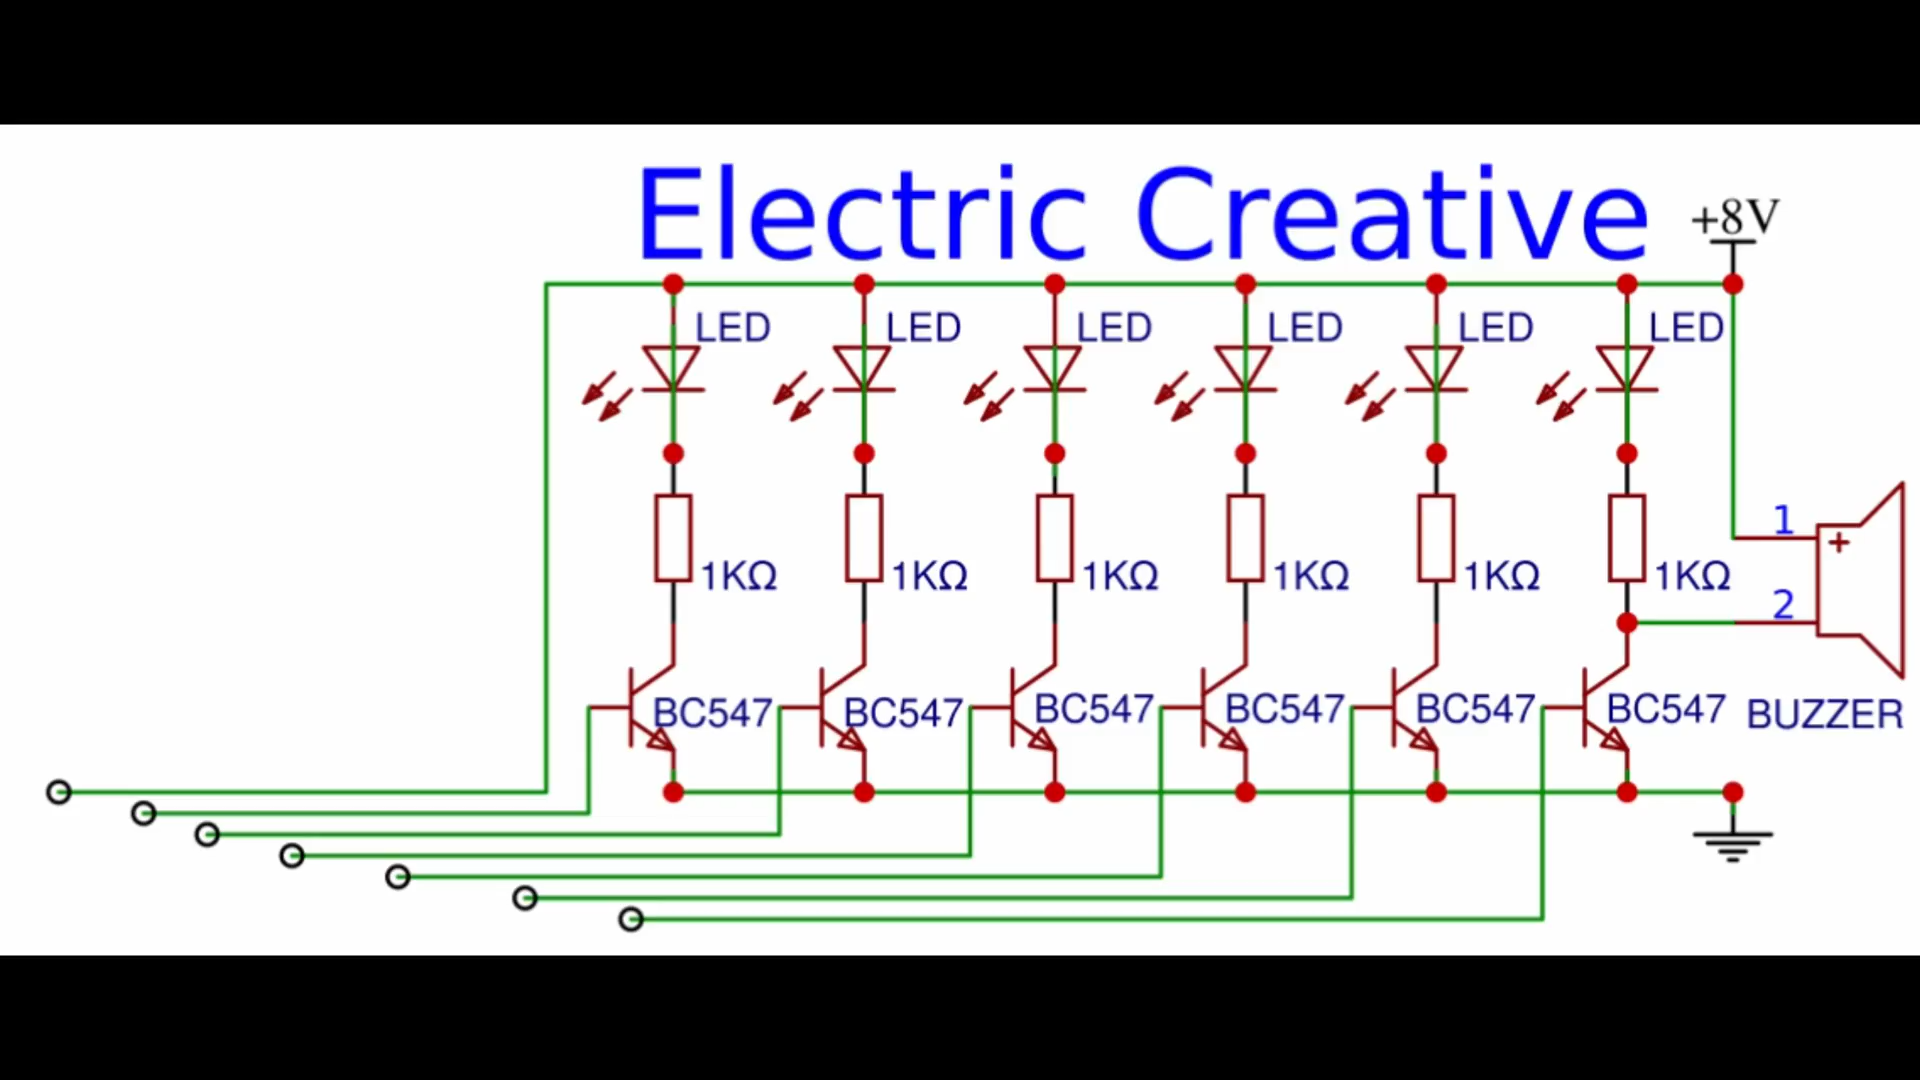 Electric Creative
+8V
LED LED LED LED LED LED
1
+
2
1KΩ 1KΩ 1KΩ 1KΩ 1KΩ 1KΩ
BC547 BC547 BC547 BC547 BC547 BC547 BUZZER